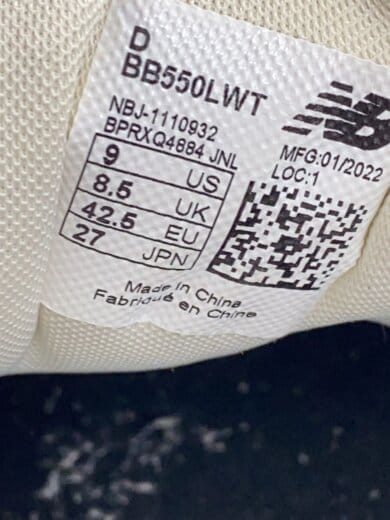 D
BB550LWT
NBJ-1110932
BPRXQ4884 JNL
9 US
8.5 UK
42.5 EU
27 JPN
NB
MFG:01/2022
LOC:1
Made in China
Fabriqué en Chine